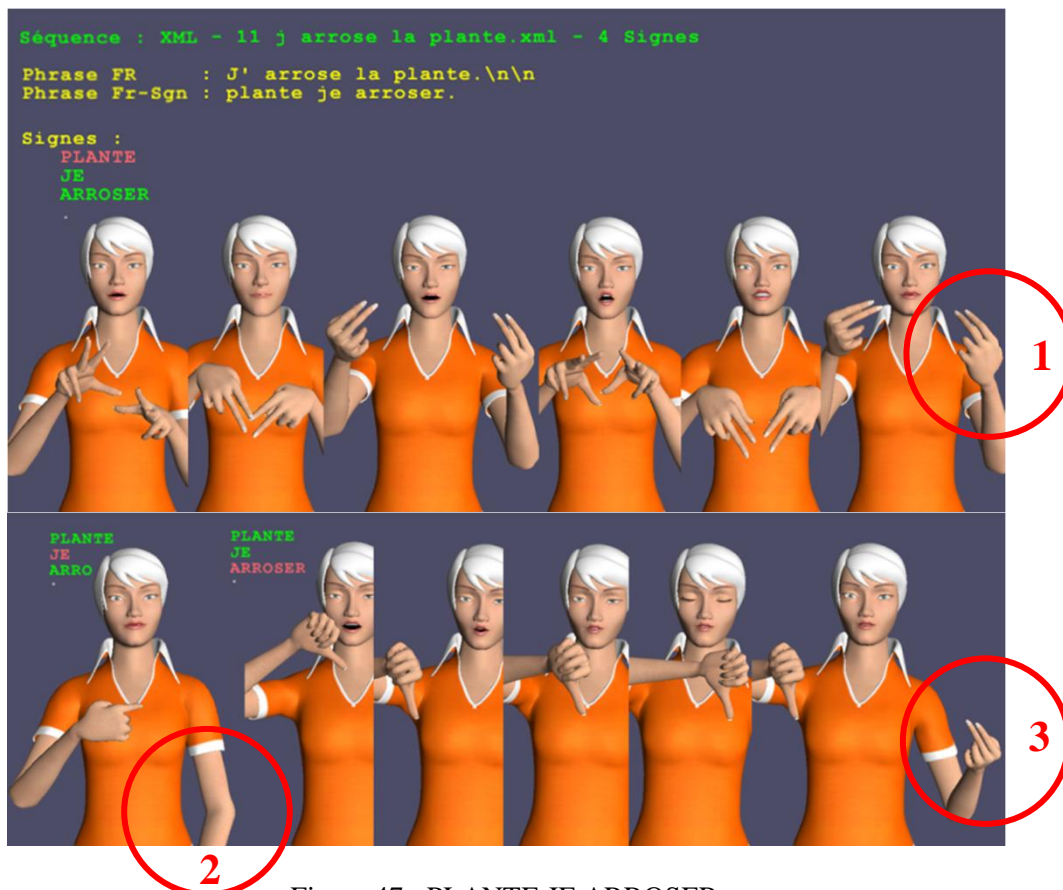 Séquence : XML - 11 j arrose la plante.xml - 4 Signes
Phrase FR : J' arrose la plante.\n\n
Phrase Fr-Sgn : plante je arroser.
Signes :
PLANTE
JE
ARROSER
.
1
PLANTE
JE
ARRO
.
PLANTE
JE
ARROSER
.
3
2